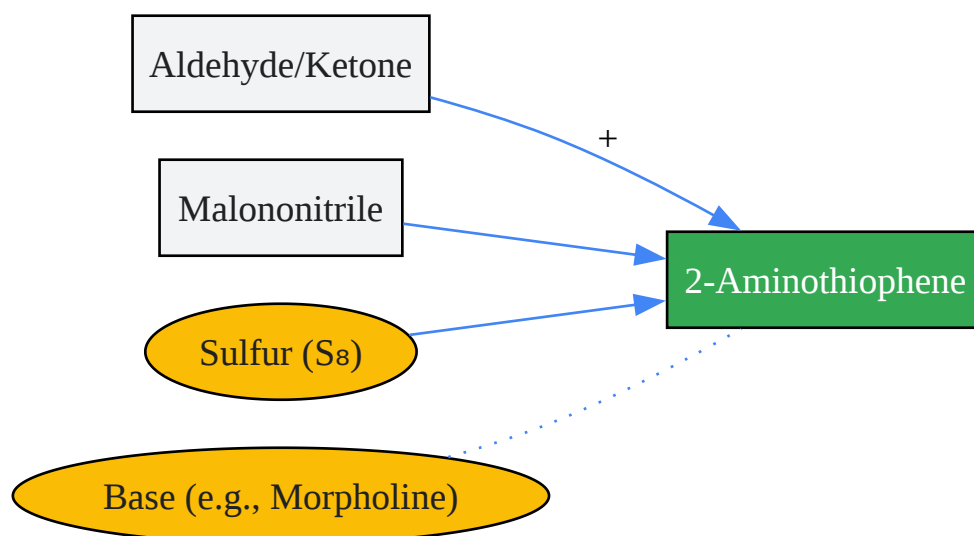 Aldehyde/Ketone
+
Malononitrile
2-Aminothiophene
Sulfur (S₈)
Base (e.g., Morpholine)